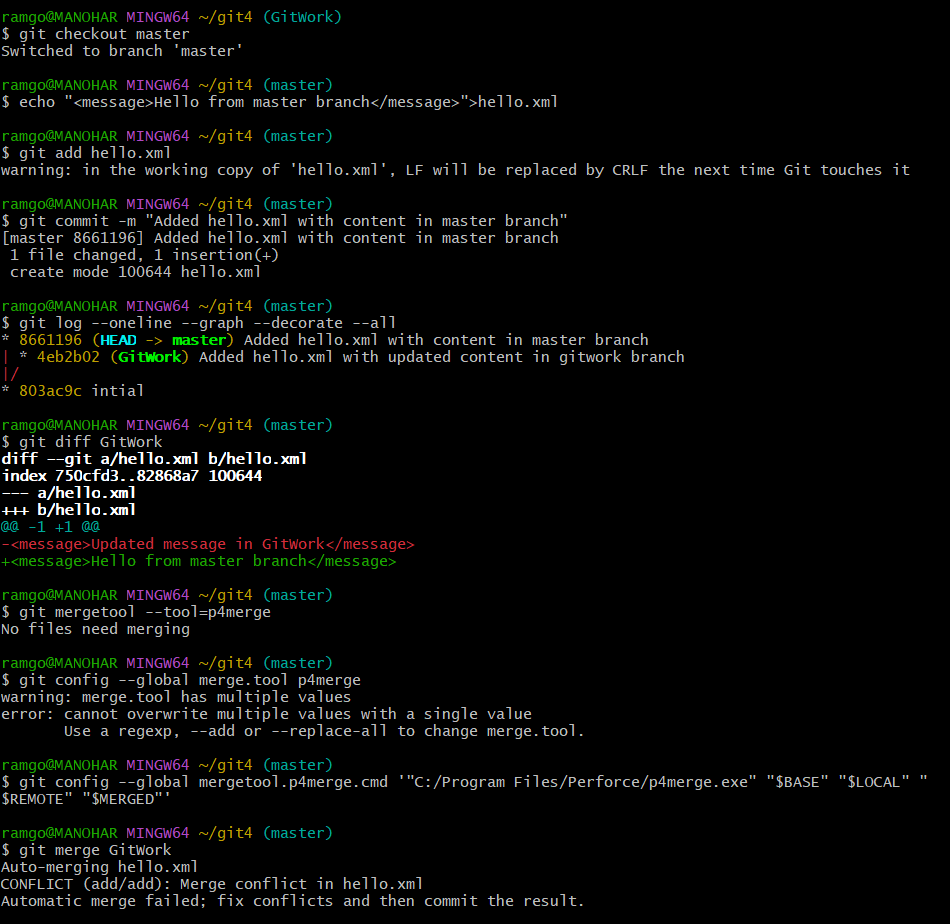 ramgo@MANOHAR MINGW64 ~/git4 (GitWork)
$ git checkout master
Switched to branch 'master'
ramgo@MANOHAR MINGW64 ~/git4 (master)
$ echo "<message>Hello from master branch</message>">hello.xml
ramgo@MANOHAR MINGW64 ~/git4 (master)
$ git add hello.xml
warning: in the working copy of 'hello.xml', LF will be replaced by CRLF the next time Git touches it
ramgo@MANOHAR MINGW64 ~/git4 (master)
$ git commit -m "Added hello.xml with content in master branch"
[master 8661196] Added hello.xml with content in master branch
 1 file changed, 1 insertion(+)
 create mode 100644 hello.xml
ramgo@MANOHAR MINGW64 ~/git4 (master)
$ git log --oneline --graph --decorate --all
* 8661196 (HEAD -> master) Added hello.xml with content in master branch
| * 4eb2b02 (GitWork) Added hello.xml with updated content in gitwork branch
|/
* 803ac9c intial
ramgo@MANOHAR MINGW64 ~/git4 (master)
$ git diff GitWork
diff --git a/hello.xml b/hello.xml
index 750cfd3..82868a7 100644
--- a/hello.xml
+++ b/hello.xml
@@ -1 +1 @@
-<message>Updated message in GitWork</message>
+<message>Hello from master branch</message>
ramgo@MANOHAR MINGW64 ~/git4 (master)
$ git mergetool --tool=p4merge
No files need merging
ramgo@MANOHAR MINGW64 ~/git4 (master)
$ git config --global merge.tool p4merge
warning: merge.tool has multiple values
error: cannot overwrite multiple values with a single value
       Use a regexp, --add or --replace-all to change merge.tool.
ramgo@MANOHAR MINGW64 ~/git4 (master)
$ git config --global mergetool.p4merge.cmd '"C:/Program Files/Perforce/p4merge.exe" "$BASE" "$LOCAL" "
$REMOTE" "$MERGED"'
ramgo@MANOHAR MINGW64 ~/git4 (master)
$ git merge GitWork
Auto-merging hello.xml
CONFLICT (add/add): Merge conflict in hello.xml
Automatic merge failed; fix conflicts and then commit the result.